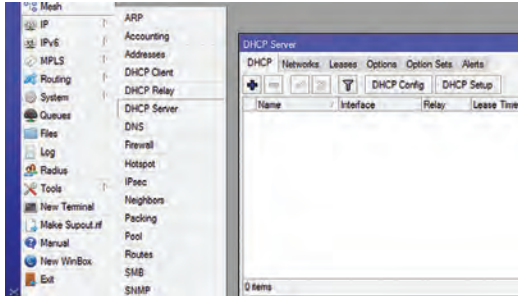 Mesh
IP
IPv6
MPLS
Routing
System
Queues
Files
Log
Radius
Tools
New Terminal
Make Supout.rif
Manual
New WinBox
Exit
ARP
Accounting
Addresses
DHCP Client
DHCP Relay
DHCP Server
DNS
Firewall
Hotspot
IPsec
Neighbors
Packing
Pool
Routes
SMB
SNMP
DHCP Server
DHCP Networks Leases Options Option Sets Alerts
DHCP Config DHCP Setup
Name Interface Relay Lease Time
0 items